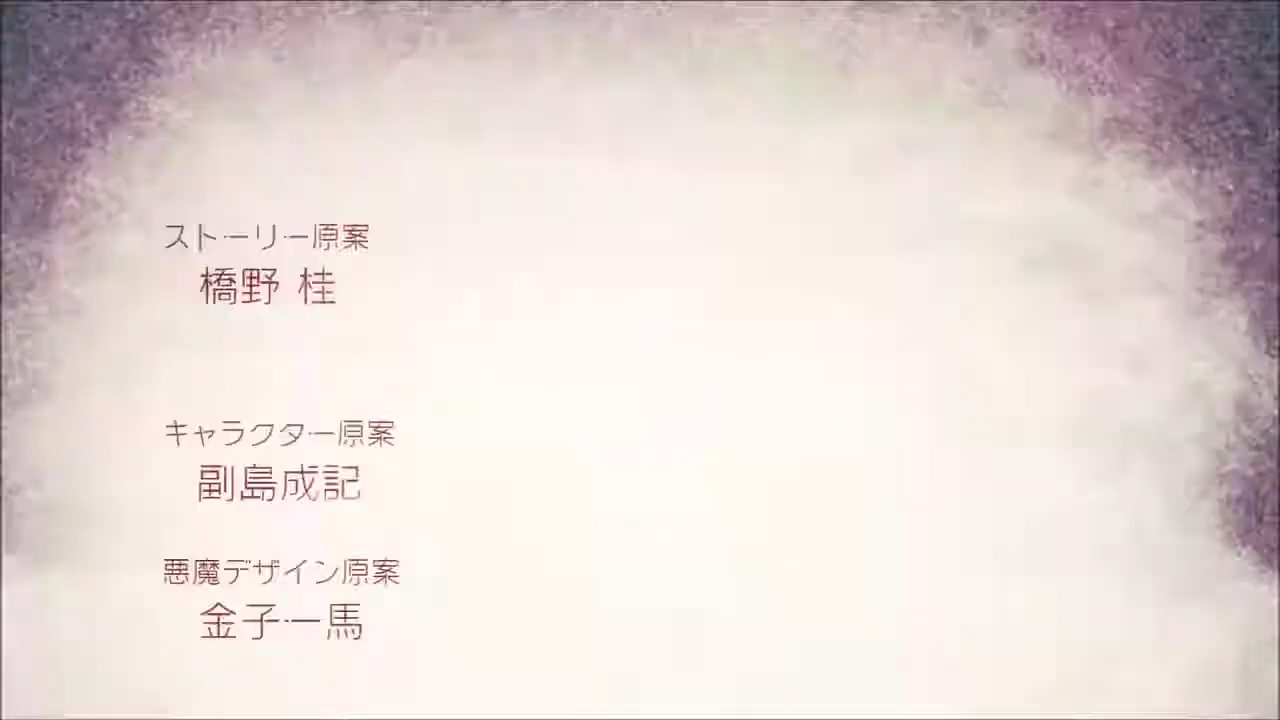 ストーリー原案
橋野 桂
キャラクター原案
副島成記
悪魔デザイン原案
金子一馬